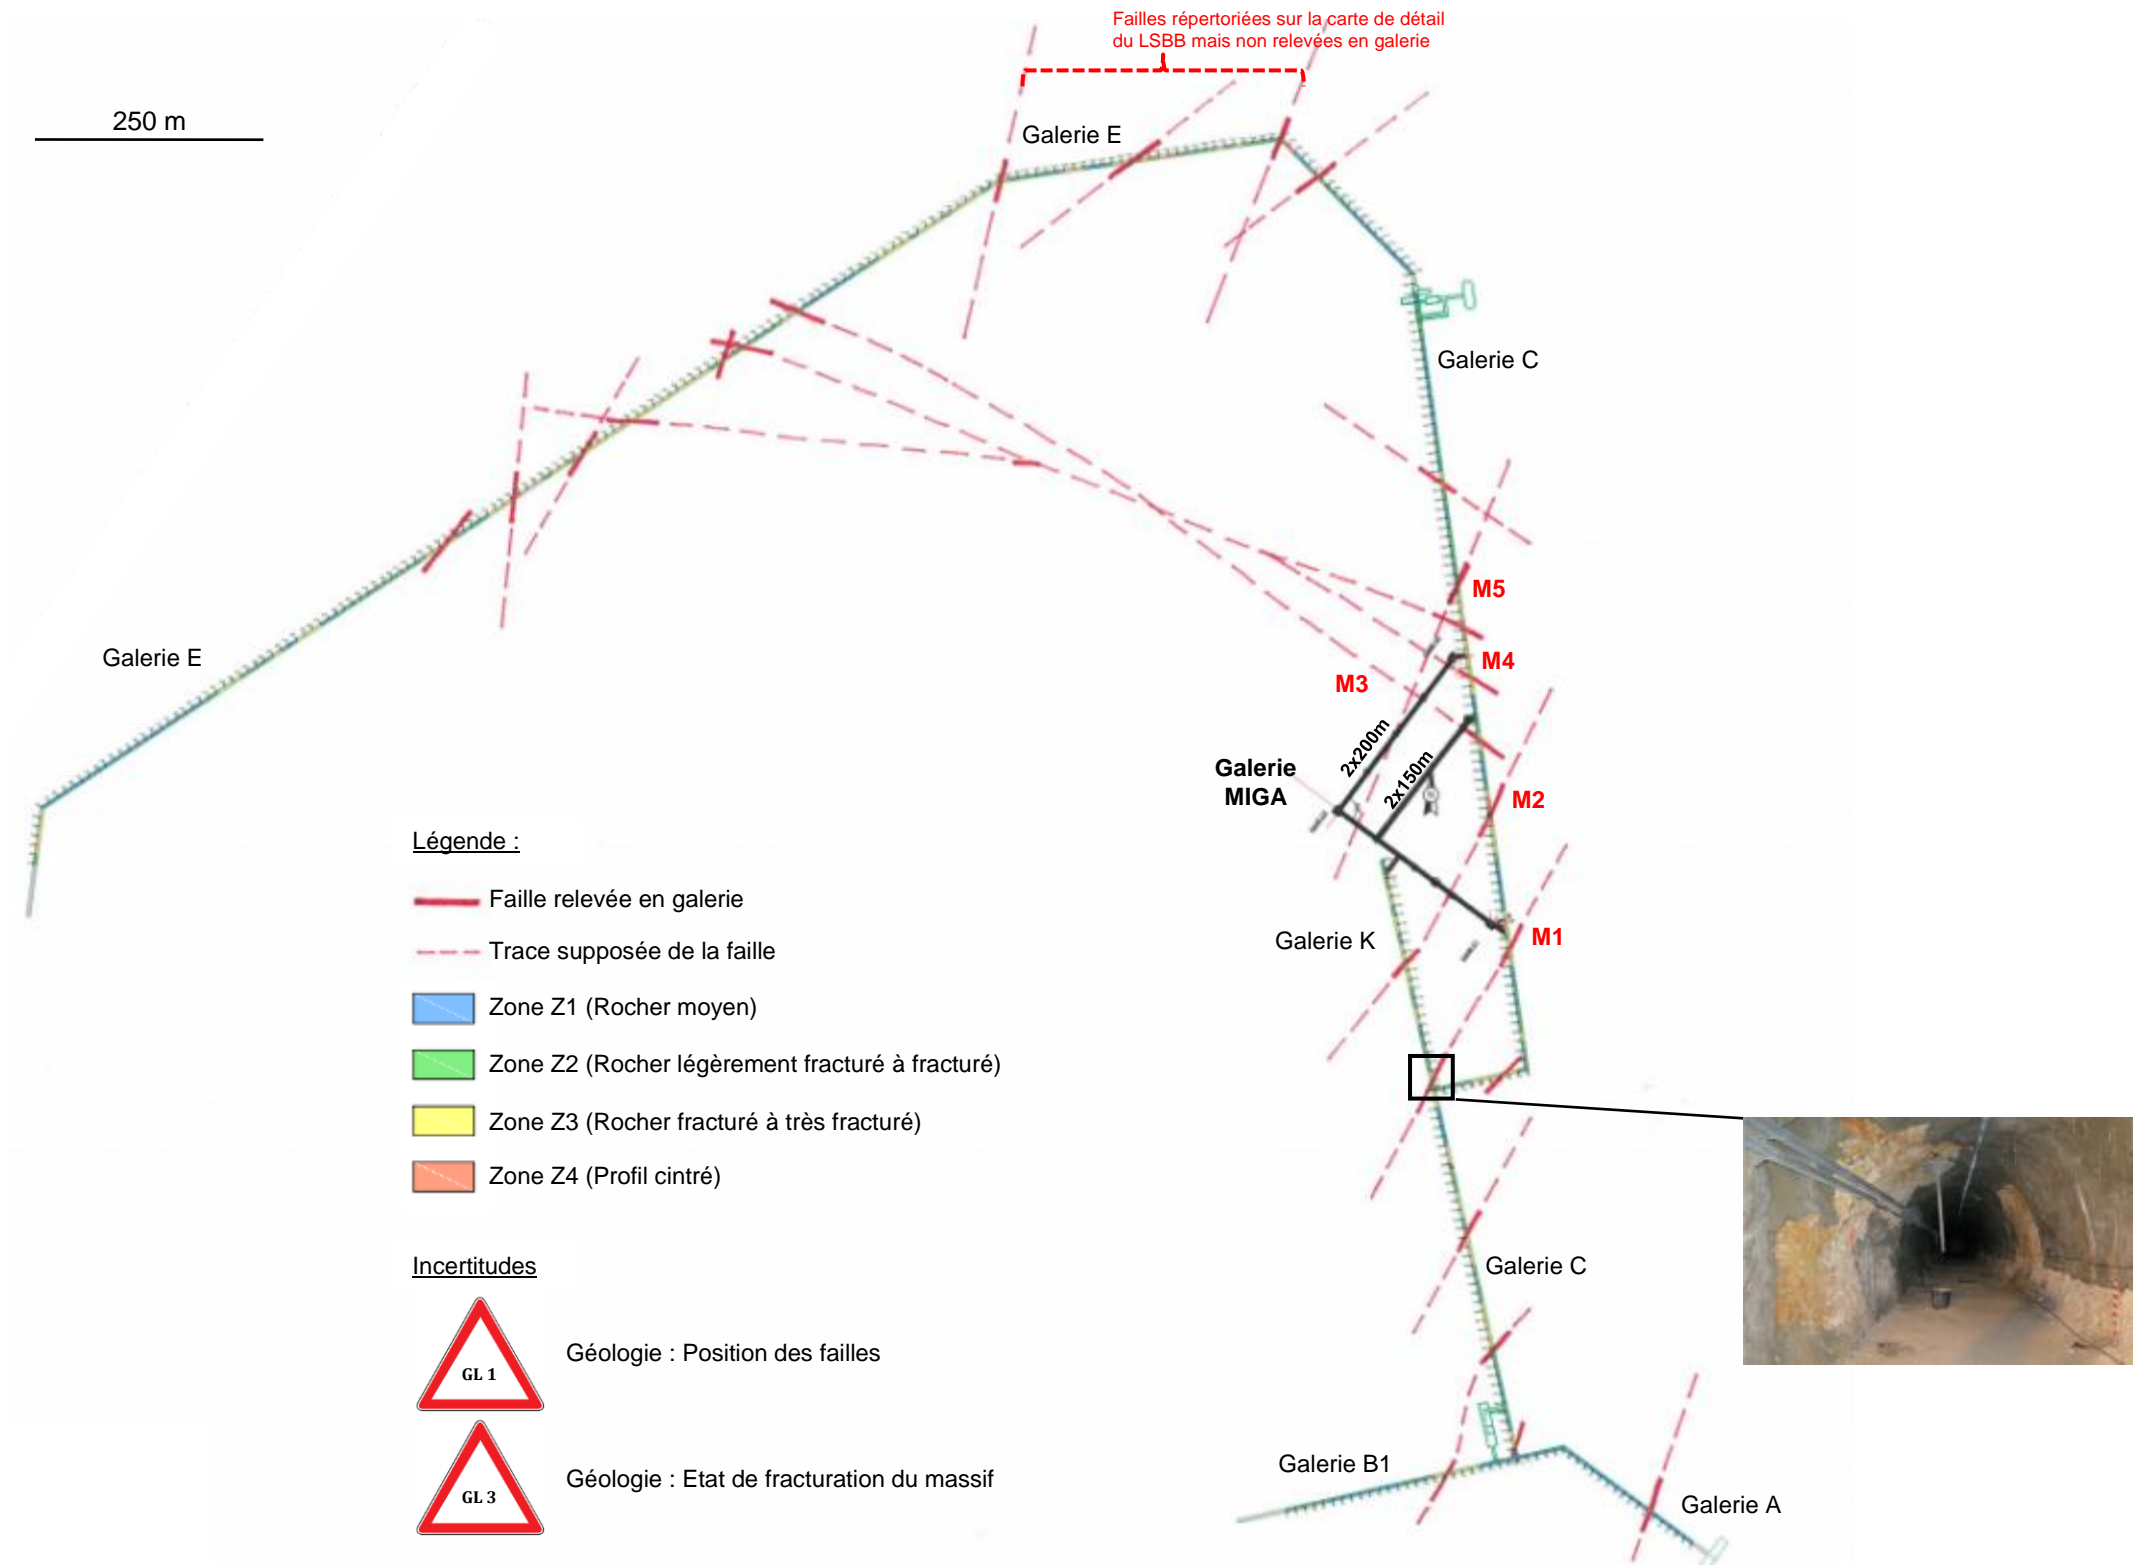 Failles répertoriées sur la carte de détail
du LSBB mais non relevées en galerie
250 m
Galerie E
Galerie C
M5
M4
M3
2x200m
2x150m
Galerie
MIGA
M2
M1
Galerie K
Galerie E
Légende :
Faille relevée en galerie
Trace supposée de la faille
Zone Z1 (Rocher moyen)
Zone Z2 (Rocher légèrement fracturé à fracturé)
Zone Z3 (Rocher fracturé à très fracturé)
Zone Z4 (Profil cintré)
Incertitudes
GL 1
Géologie : Position des failles
GL 3
Géologie : Etat de fracturation du massif
Galerie C
Galerie B1
Galerie A